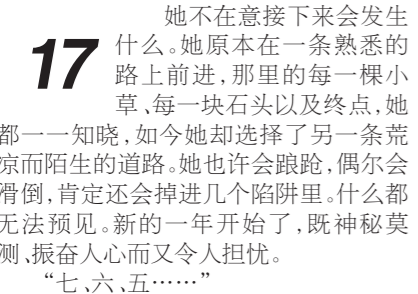 她不在意接下来会发生
17
什么。她原本在一条熟悉的
路上前进,那里的每一棵小
草、每一块石头以及终点,她
都一一知晓,如今她却选择了另一条荒
凉而陌生的道路。她也许会踉跄,偶尔会
滑倒,肯定还会掉进几个陷阱里。什么都
无法预见。新的一年开始了,既神秘莫
测、振奋人心而又令人担忧。
“七、六、五……”